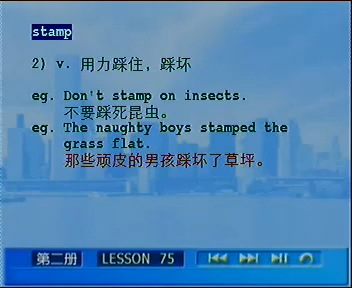 stamp
2) v. 用力踩住, 踩坏
eg. Don't stamp on insects.
不要踩死昆虫。
eg. The naughty boys stamped the
grass flat.
那些顽皮的男孩踩坏了草坪。
第二册 LESSON 75